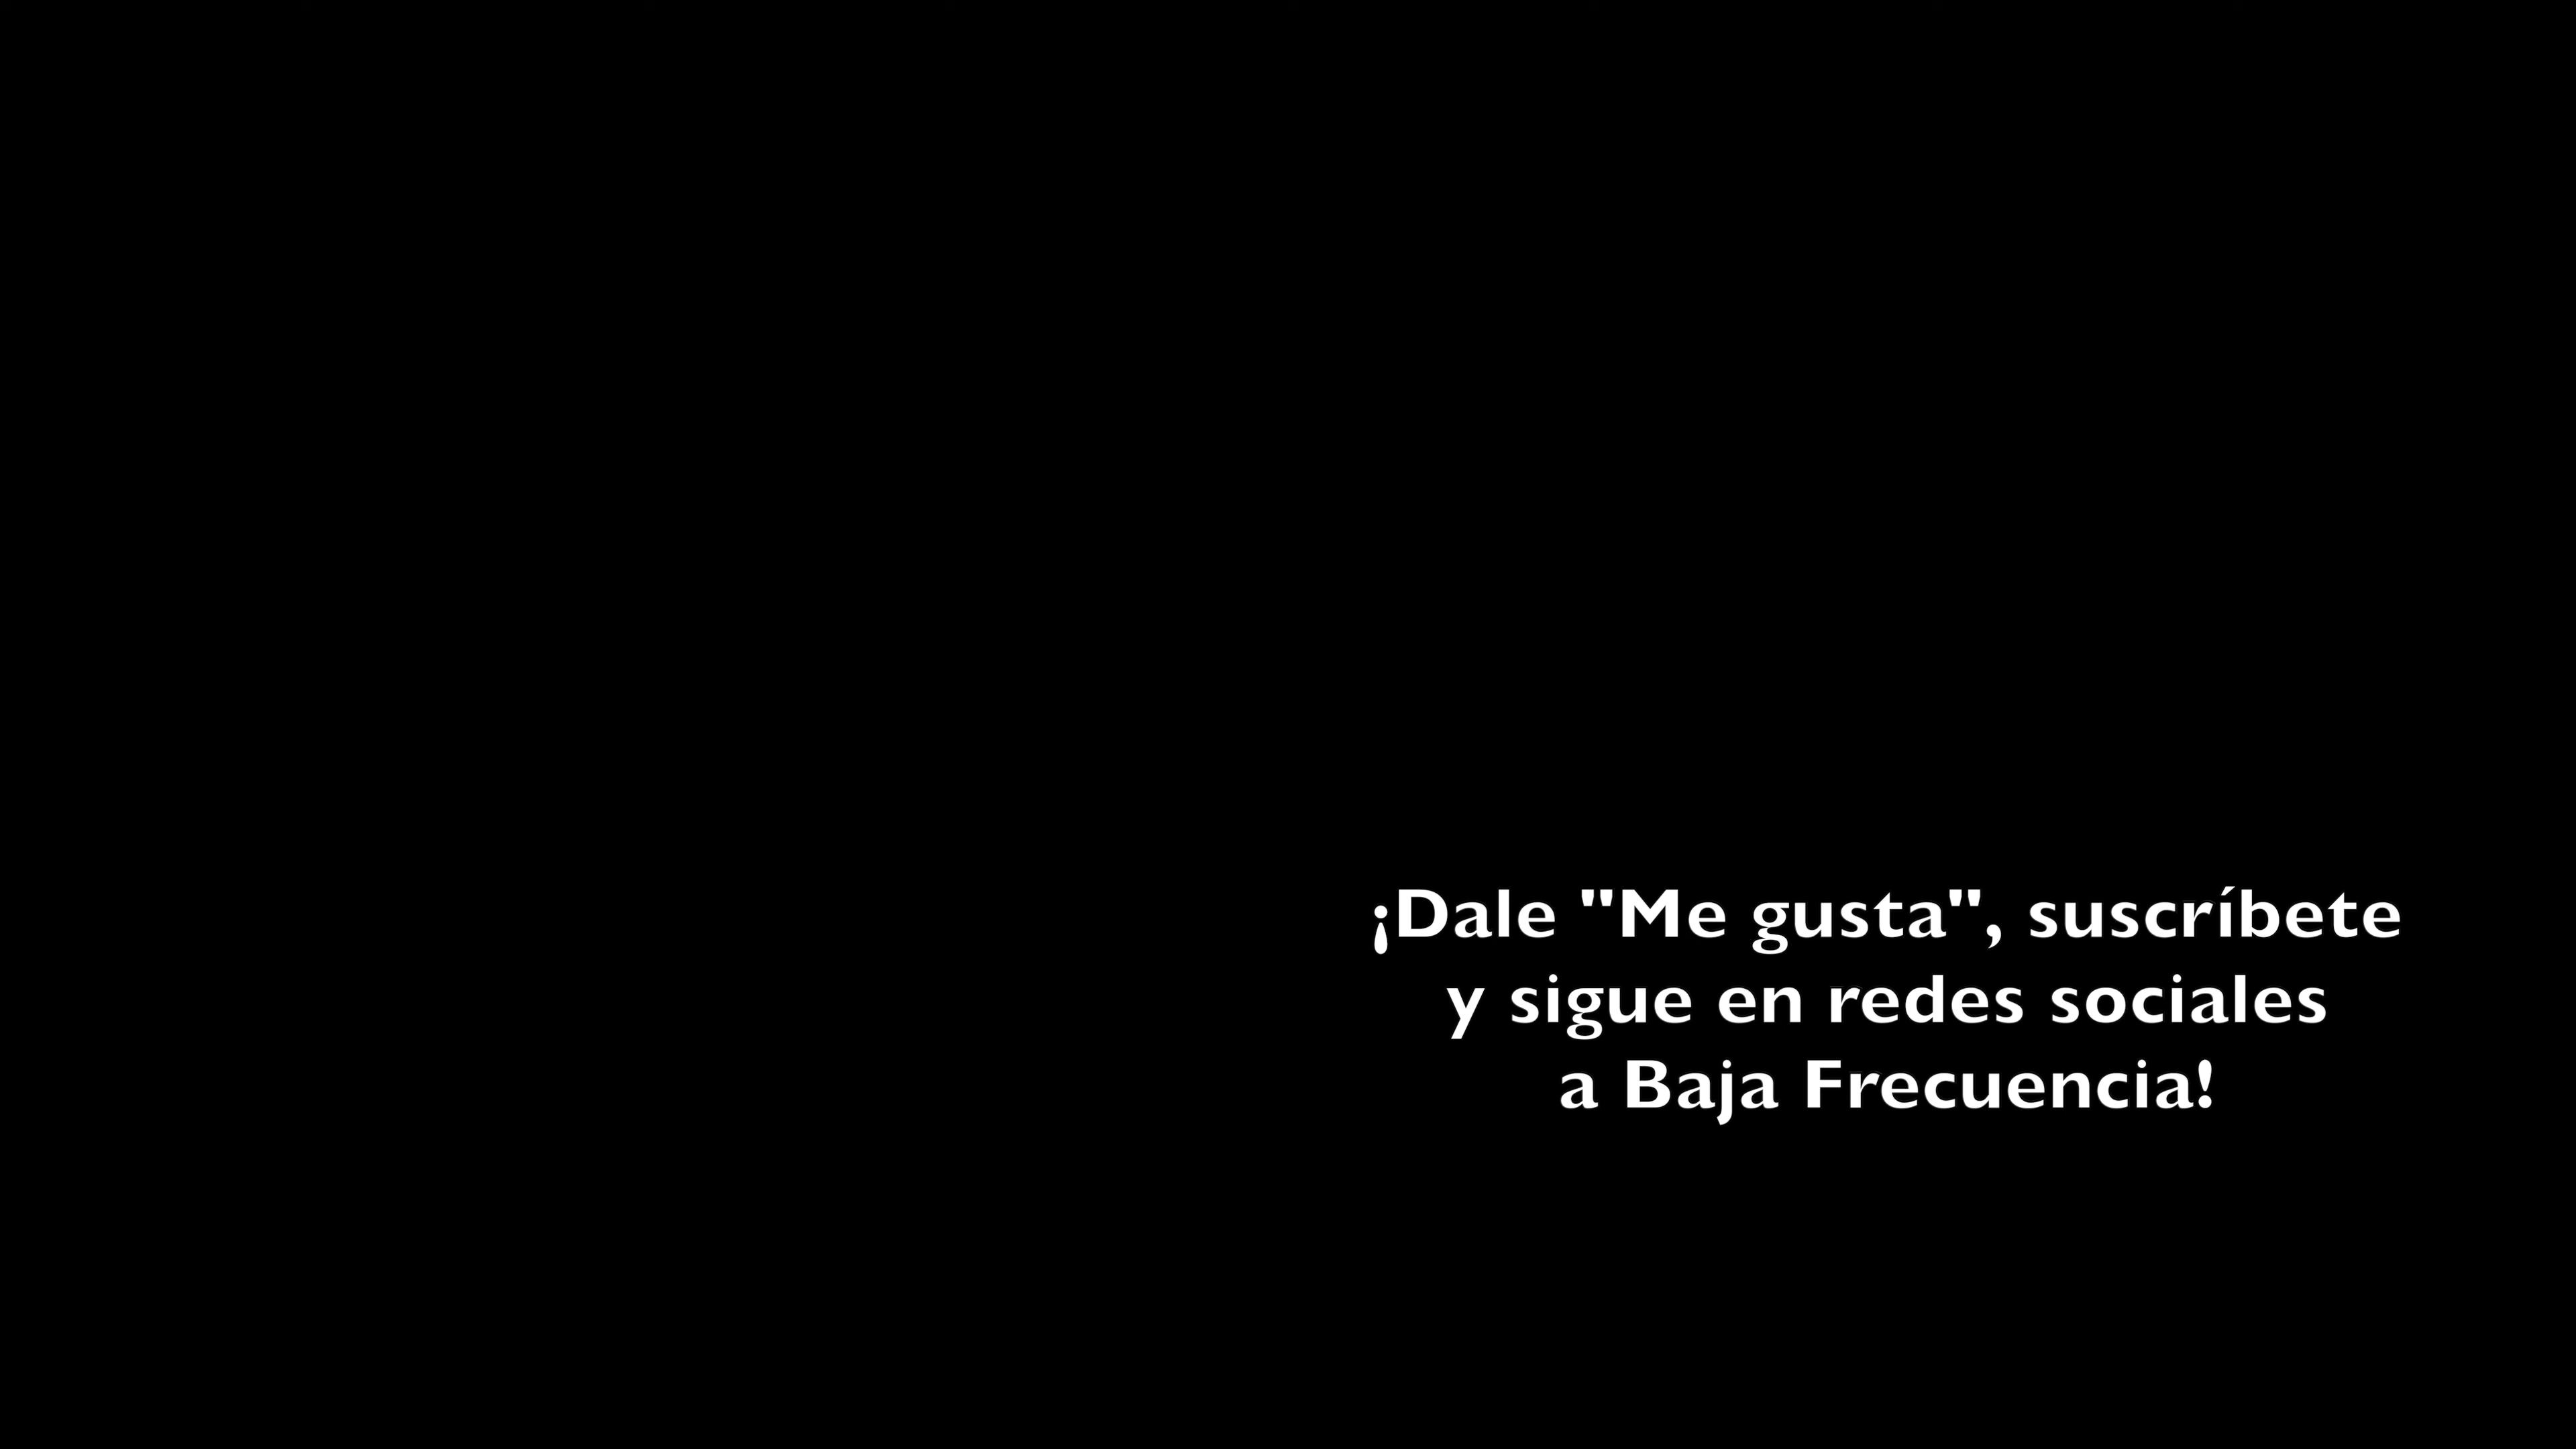 ¡Dale "Me gusta", suscríbete
y sigue en redes sociales
a Baja Frecuencia!